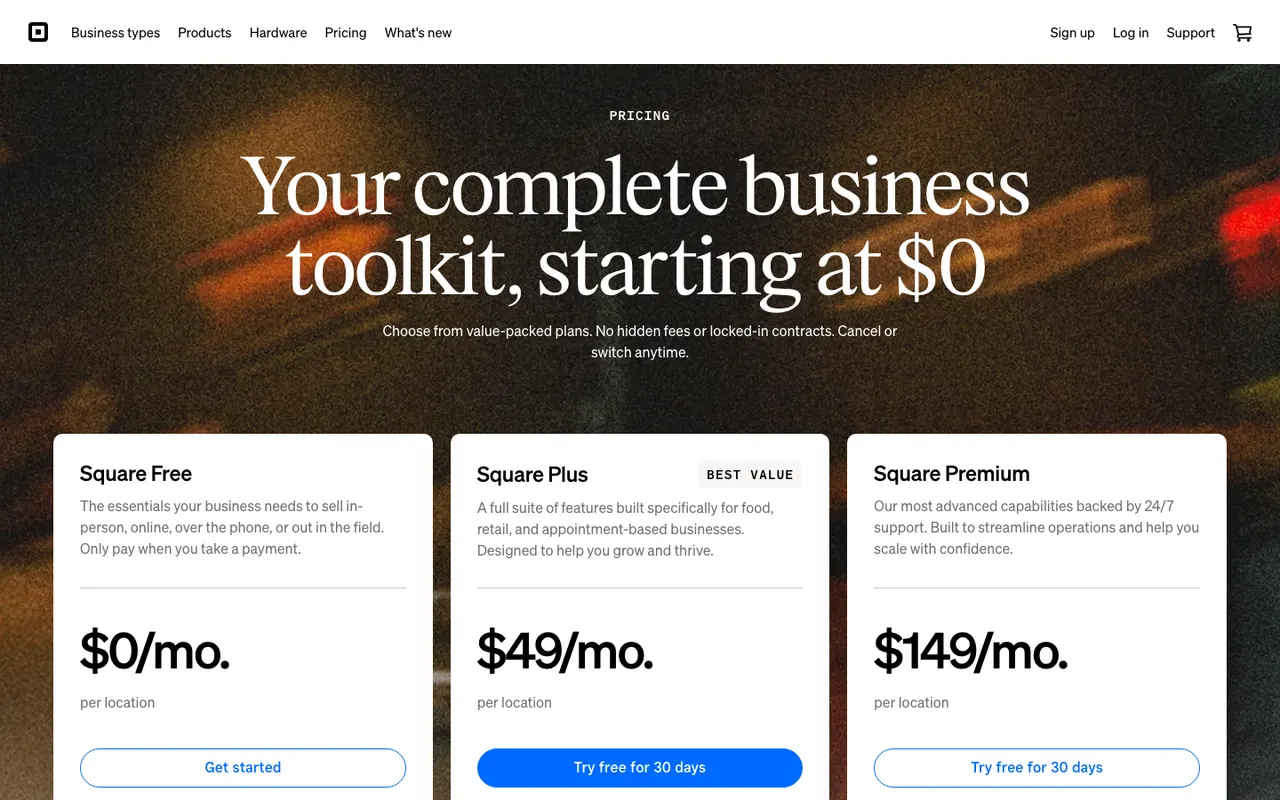 Business types Products Hardware Pricing What's new Sign up Log in Support
PRICING
Your complete business
toolkit, starting at $0
Choose from value-packed plans. No hidden fees or locked-in contracts. Cancel or
switch anytime.
Square Free
The essentials your business needs to sell in-
person, online, over the phone, or out in the field.
Only pay when you take a payment.
$0/mo.
per location
Get started
Square Plus BEST VALUE
A full suite of features built specifically for food,
retail, and appointment-based businesses.
Designed to help you grow and thrive.
$49/mo.
per location
Try free for 30 days
Square Premium
Our most advanced capabilities backed by 24/7
support. Built to streamline operations and help you
scale with confidence.
$149/mo.
per location
Try free for 30 days